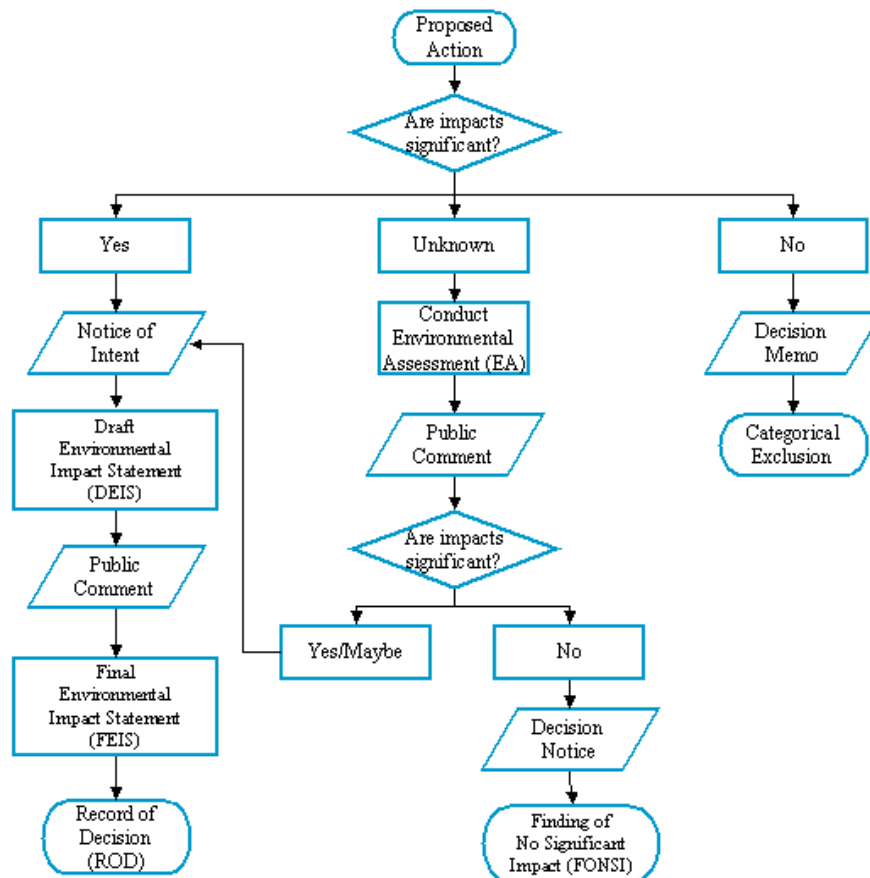 Proposed
Action
Are impacts
significant?
Yes
Unknown
No
Notice of
Intent
Conduct
Environmental
Assessment (EA)
Decision
Memo
Draft
Environmental
Impact Statement
(DEIS)
Public
Comment
Categorical
Exclusion
Are impacts
significant?
Public
Comment
Yes/Maybe
No
Final
Environmental
Impact Statement
(FEIS)
Decision
Notice
Record of
Decision
(ROD)
Finding of
No Significant
Impact (FONSI)